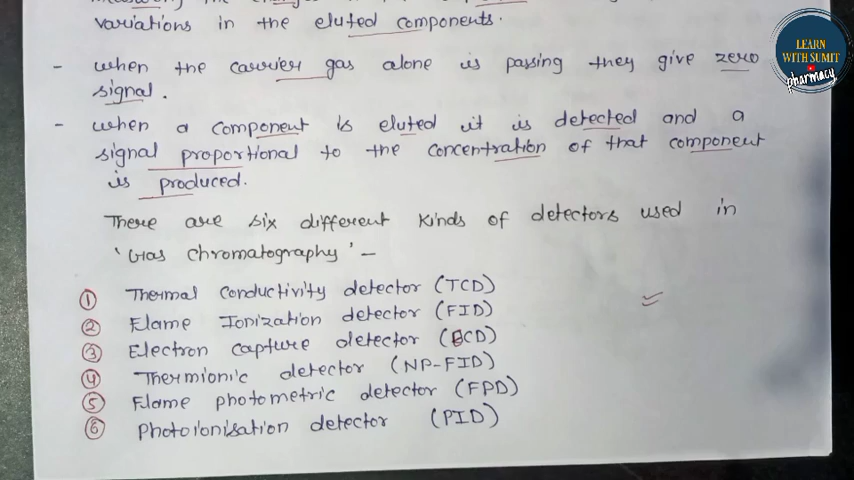 variations in the eluted components.
- when the carrier gas alone is passing they give zero
signal.
- when a component is eluted it is detected and a
signal proportional to the concentration of that component
is produced.
There are six different kinds of detectors used in
'Gas chromatography' -
① Thermal conductivity detector (TCD)
② Flame Ionization detector (FID)
③ Electron capture detector (ECD)
④ Thermionic detector (NP-FID)
⑤ Flame photometric detector (FPD)
⑥ Photoionisation detector (PID)
LEARN
WITH SUMIT
pharmacy